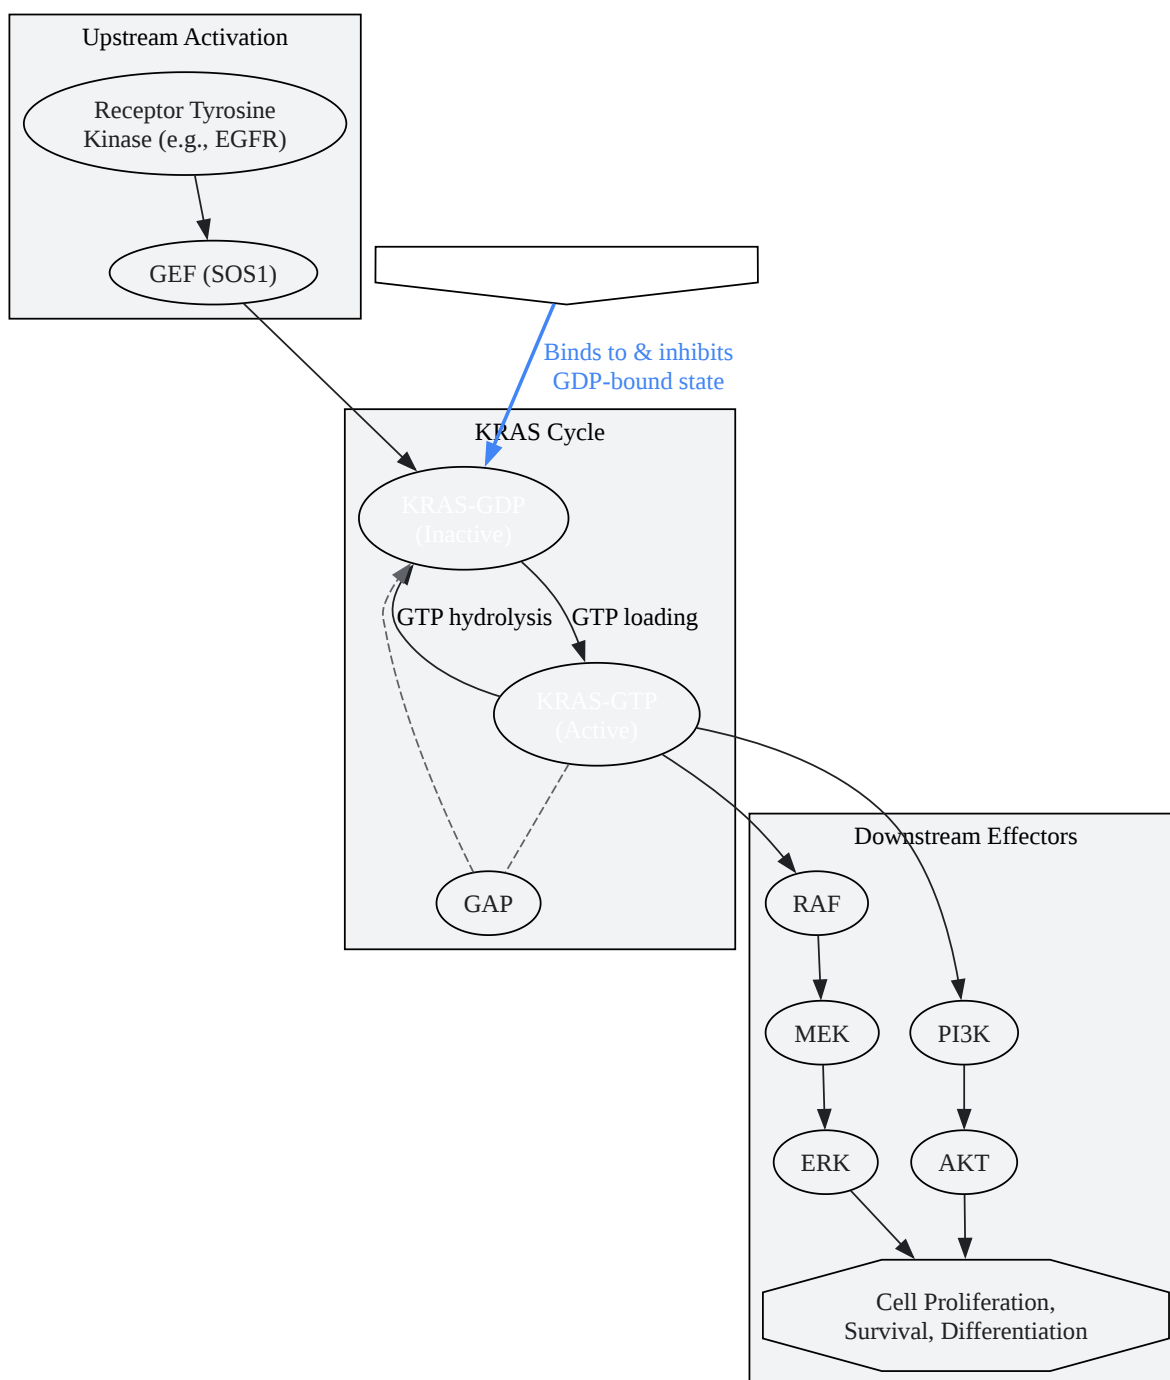 Upstream Activation
Receptor Tyrosine
Kinase (e.g., EGFR)
GEF (SOS1)
Binds to & inhibits
GDP-bound state
KRAS Cycle
KRAS-GDP
(Inactive)
GTP hydrolysis
GTP loading
KRAS-GTP
(Active)
Downstream Effectors
GAP
RAF
MEK
PI3K
ERK
AKT
Cell Proliferation,
Survival, Differentiation